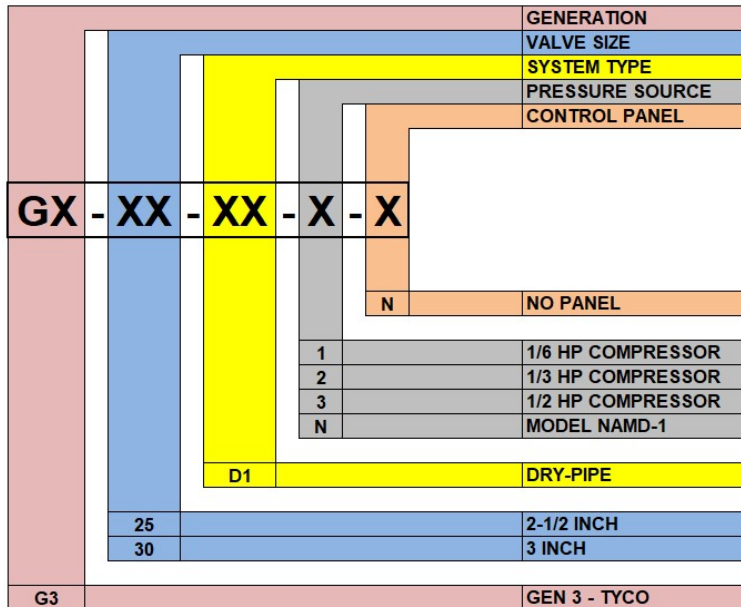 GENERATION
VALVE SIZE
SYSTEM TYPE
PRESSURE SOURCE
CONTROL PANEL
GX - XX - XX - X - X
N NO PANEL
1 1/6 HP COMPRESSOR
2 1/3 HP COMPRESSOR
3 1/2 HP COMPRESSOR
N MODEL NAMD-1
D1 DRY-PIPE
25 2-1/2 INCH
30 3 INCH
G3 GEN 3 - TYCO